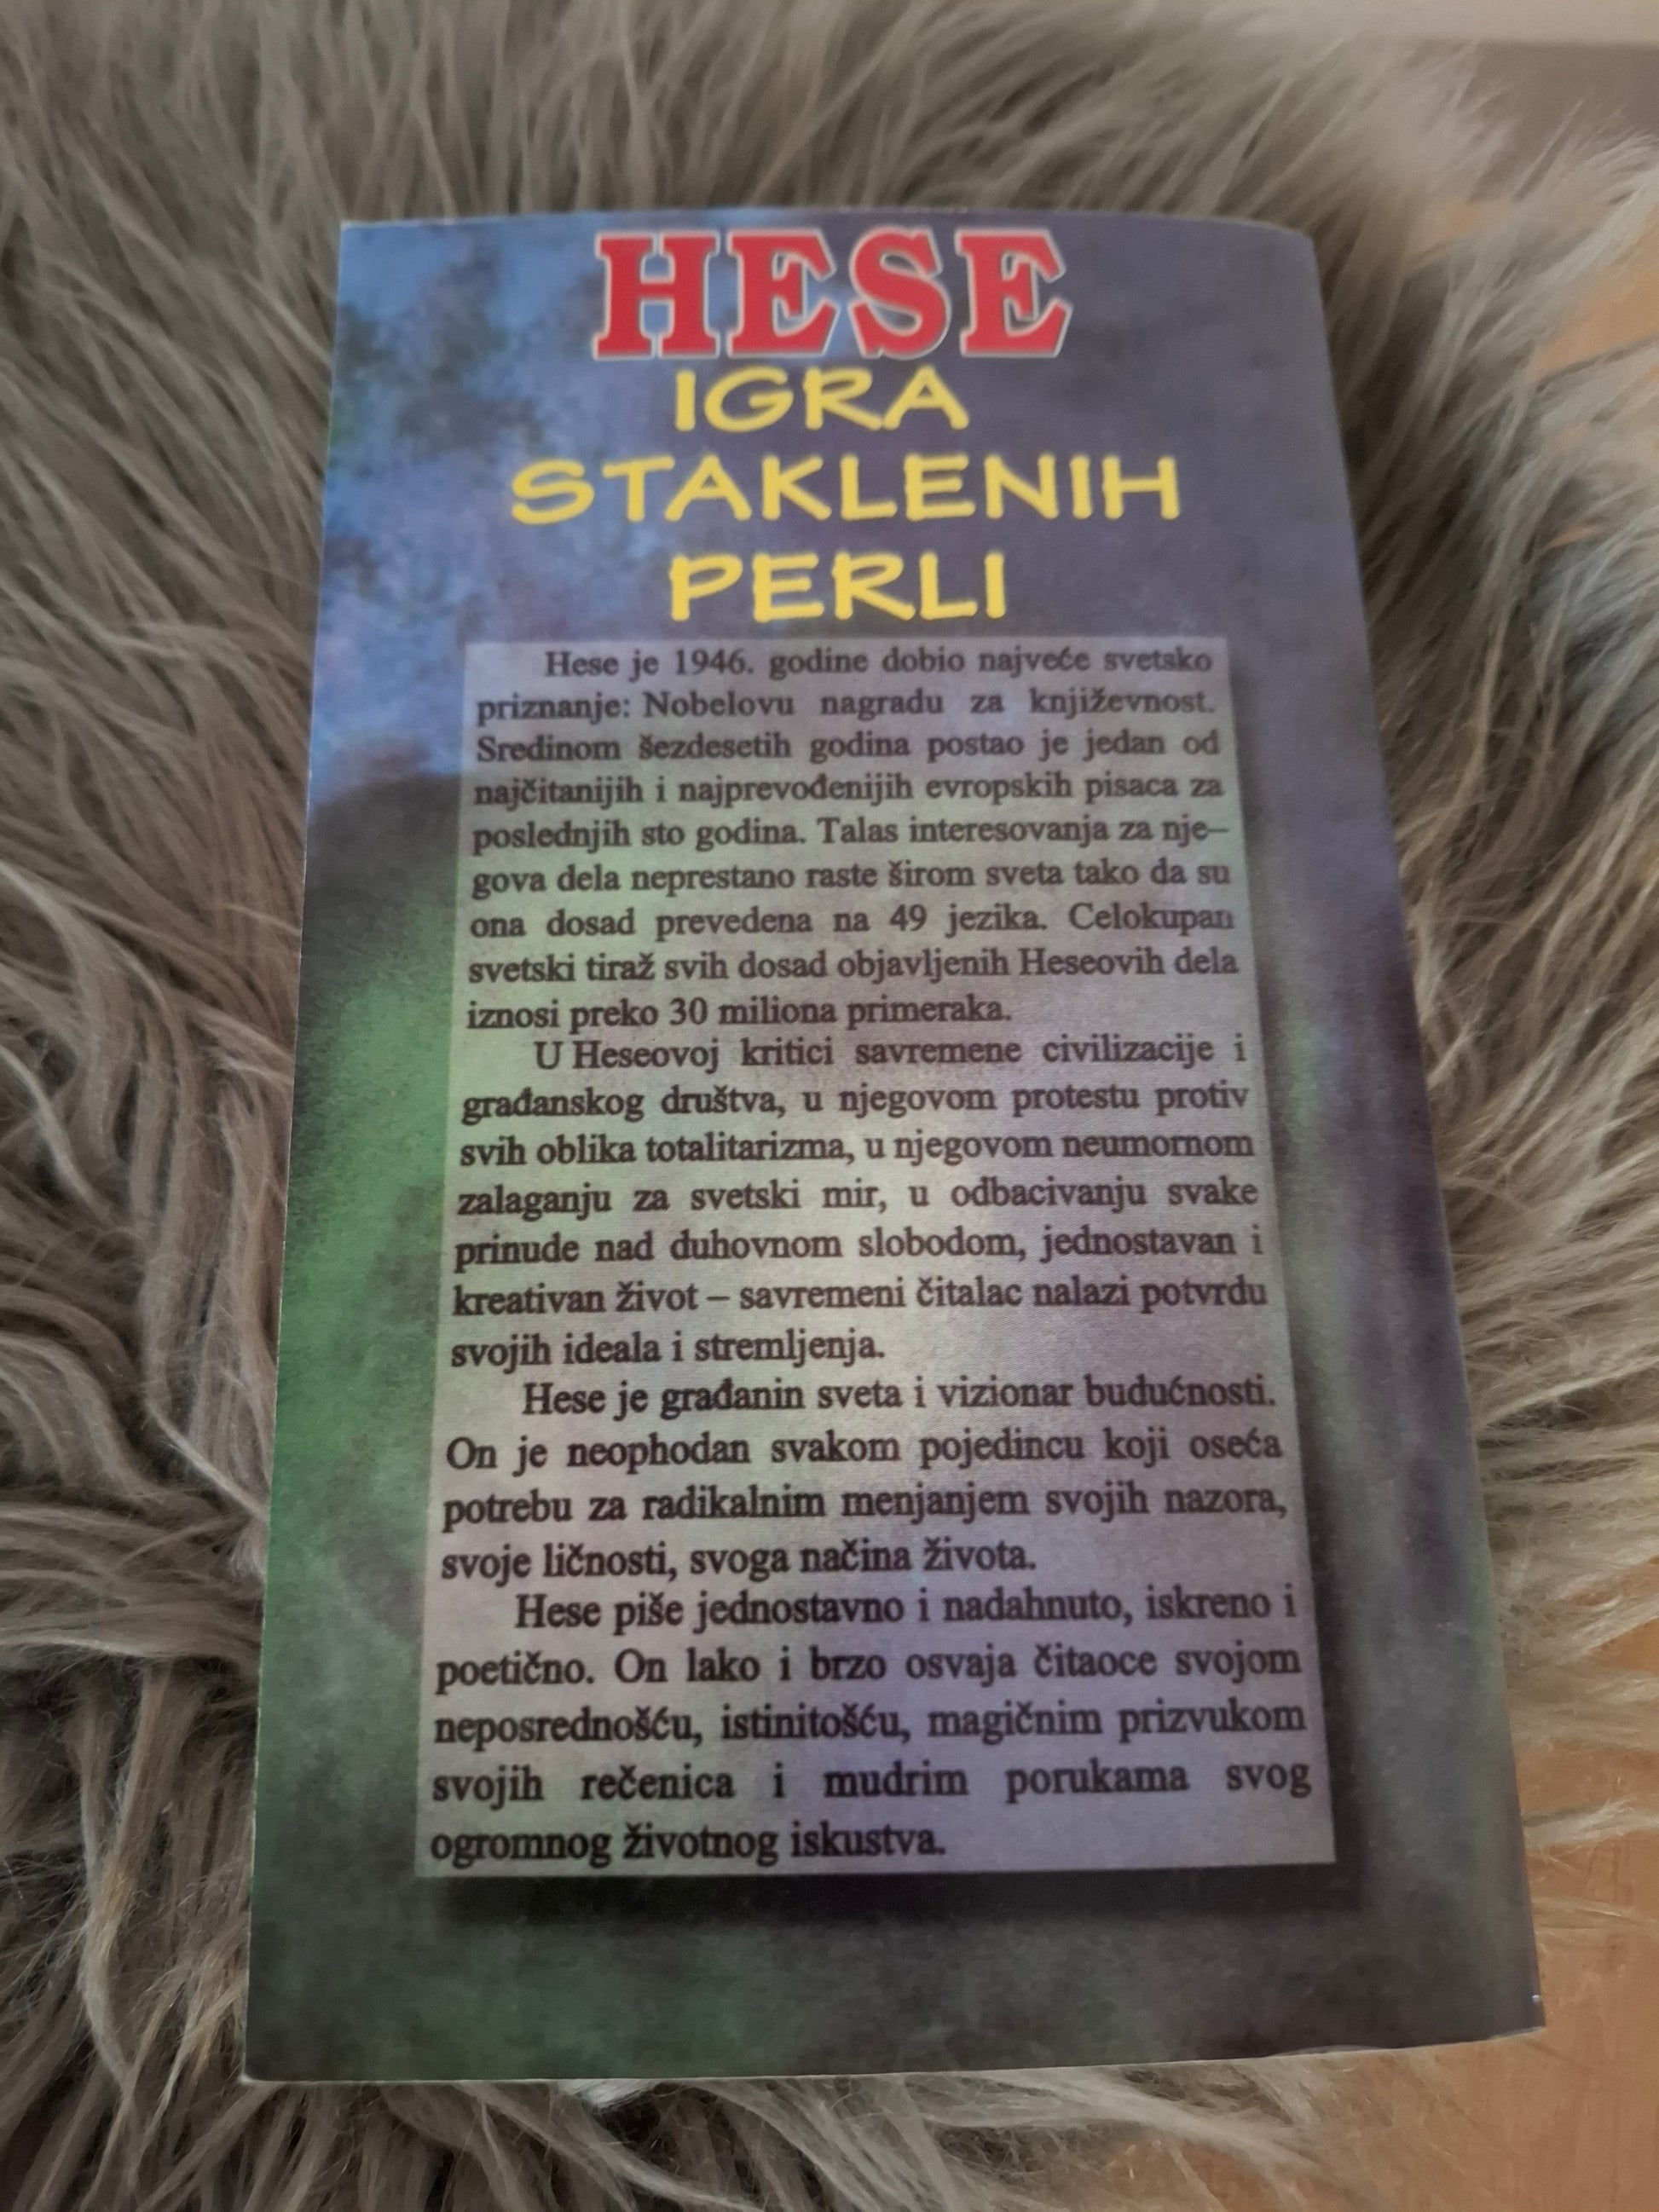 HESE
IGRA
STAKLENIH
PERLI
Hese je 1946. godine dobio najveće svetsko
priznanje: Nobelovu nagradu za književnost.
Sredinom šezdesetih godina postao je jedan od
najčitanijih i najprevođenijih evropskih pisaca za
poslednjih sto godina. Talas interesovanja za nje–
gova dela neprestano raste širom sveta tako da su
ona dosad prevedena na 49 jezika. Celokupan
svetski tiraž svih dosad objavljenih Heseovih dela
iznosi preko 30 miliona primeraka.
U Heseovoj kritici savremene civilizacije i
građanskog društva, u njegovom protestu protiv
svih oblika totalitarizma, u njegovom neumornom
zalaganju za svetski mir, u odbacivanju svake
prinude nad duhovnom slobodom, jednostavan i
kreativan život – savremeni čitalac nalazi potvrdu
svojih ideala i stremljenja.
Hese je građanin sveta i vizionar budućnosti.
On je neophodan svakom pojedincu koji oseća
potrebu za radikalnim menjanjem svojih nazora,
svoje ličnosti, svoga načina života.
Hese piše jednostavno i nadahnuto, iskreno i
poetično. On lako i brzo osvaja čitaoce svojom
neposrednošću, istinitošću, magičnim prizvukom
svojih rečenica i mudrim porukama svog
ogromnog životnog iskustva.